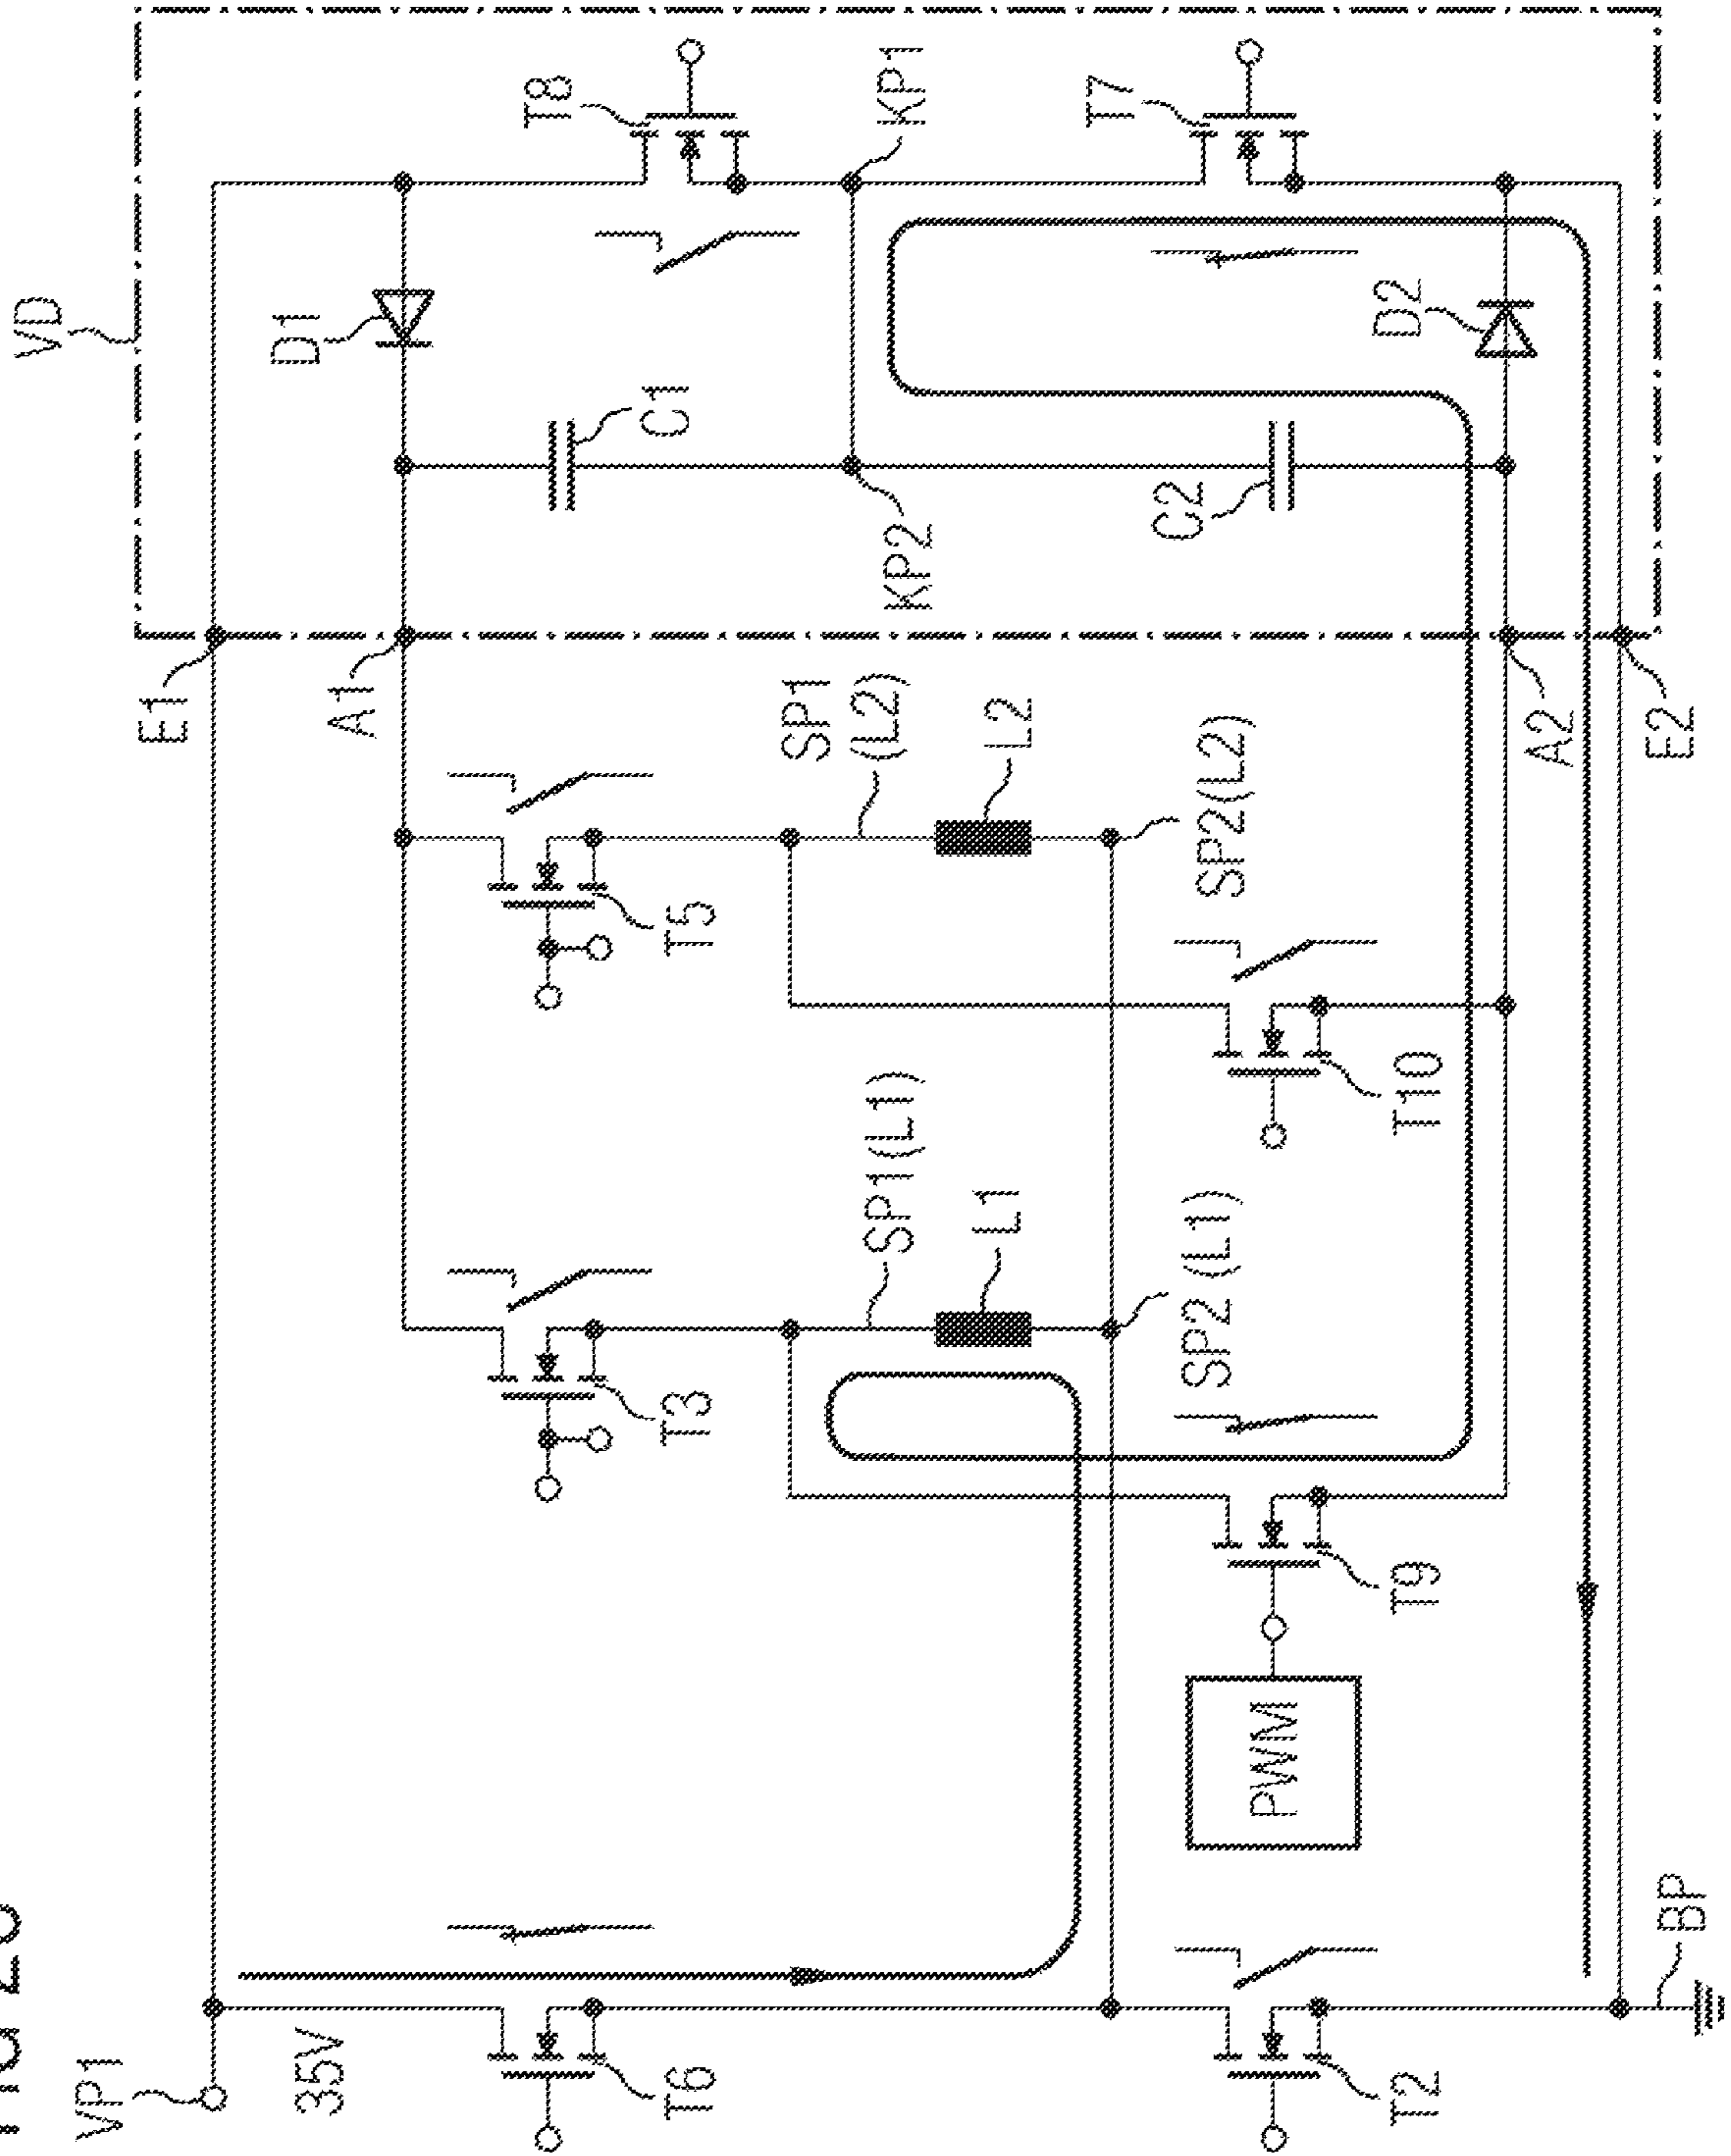 VP1
35V
T6
T2
BP
PWM
T9
T3
SP1(L1)
L1
SP2 (L1)
T10
T5
SP1
(L2)
L2
SP2(L2)
E1
A1
A2
E2
VD
D1
C1
KP2
C2
D2
T8
KP1
T7